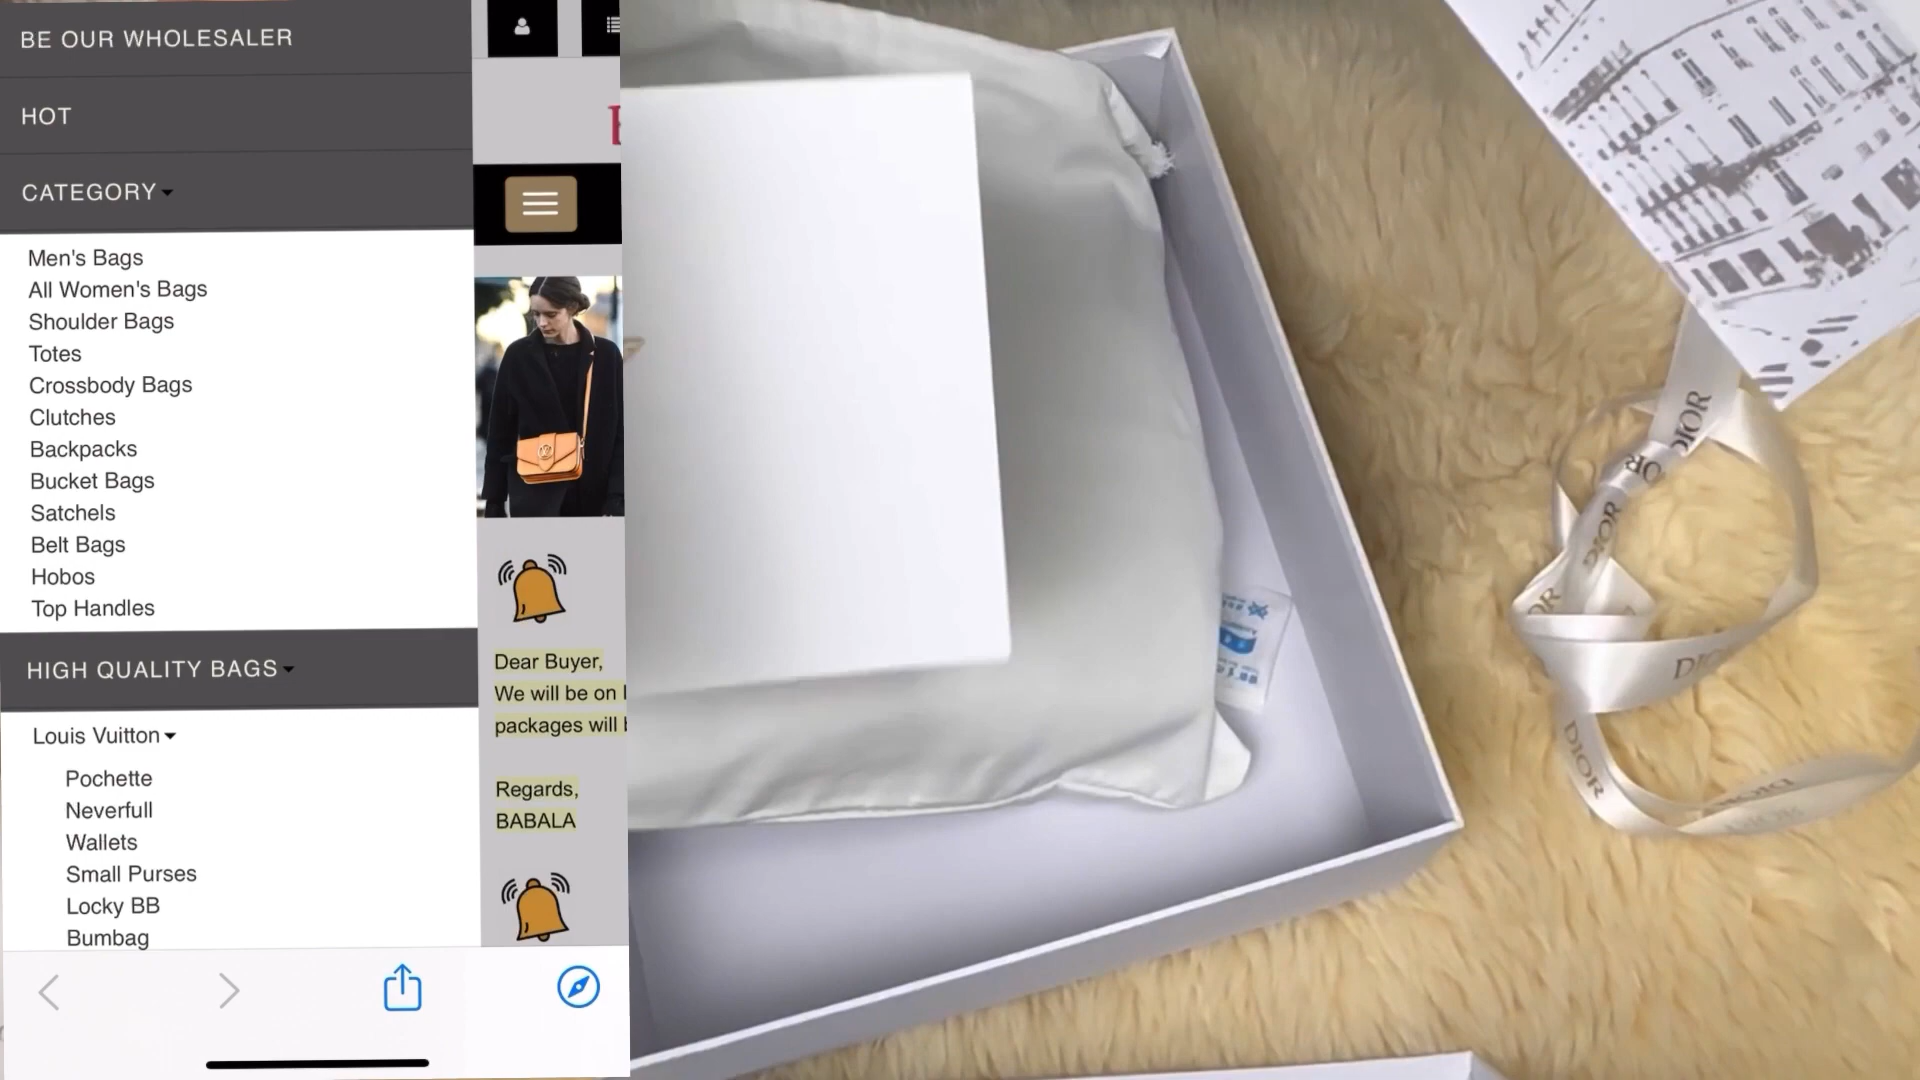 BE OUR WHOLESALER
HOT
CATEGORY
Men's Bags
All Women's Bags
Shoulder Bags
Totes
Crossbody Bags
Clutches
Backpacks
Bucket Bags
Satchels
Belt Bags
Hobos
Top Handles
HIGH QUALITY BAGS
Louis Vuitton
Pochette
Neverfull
Wallets
Small Purses
Locky BB
Bumbag
Dear Buyer,
We will be on
packages will
Regards,
BABALA
DIOR
DIOR
DIOR